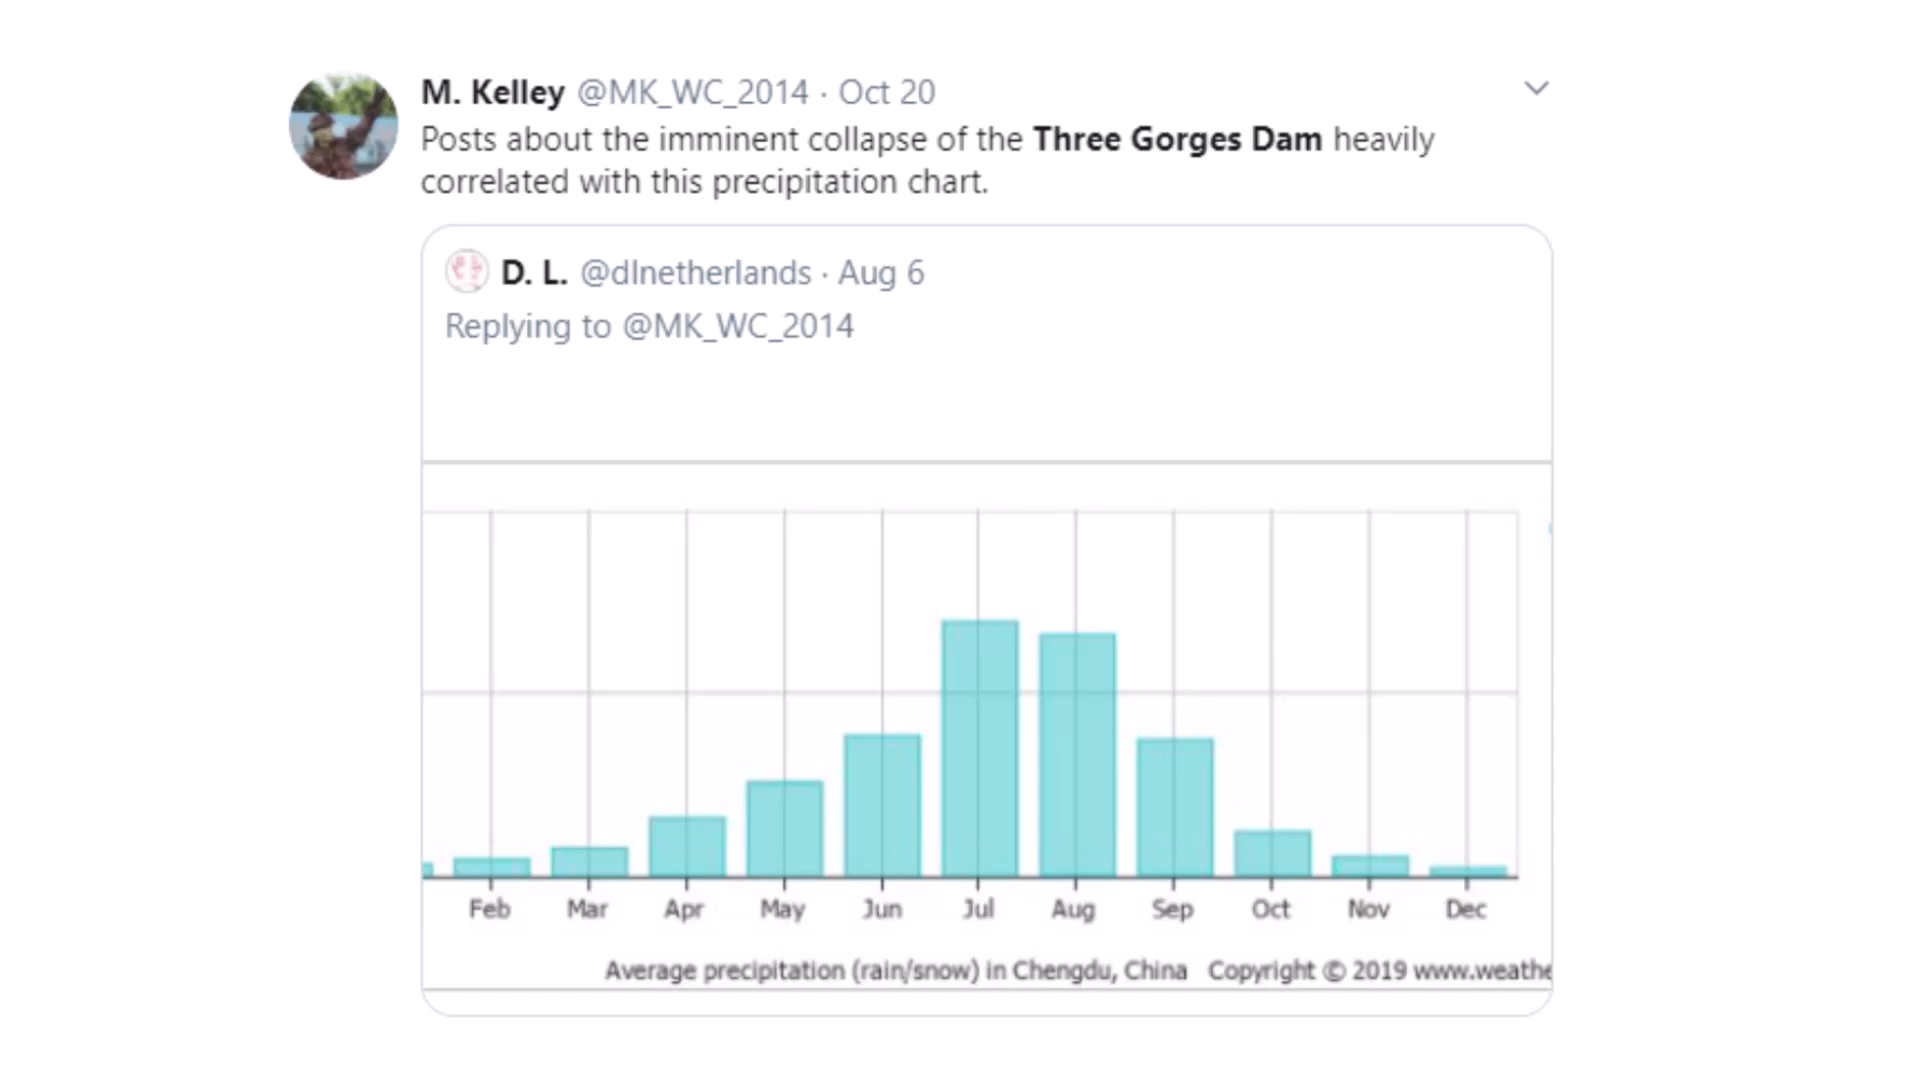 M. Kelley @MK_WC_2014 · Oct 20
Posts about the imminent collapse of the Three Gorges Dam heavily
correlated with this precipitation chart.
D. L. @dlnetherlands · Aug 6
Replying to @MK_WC_2014
Feb Mar Apr May Jun Jul Aug Sep Oct Nov Dec
Average precipitation (rain/snow) in Chengdu, China Copyright © 2019 www.weathe